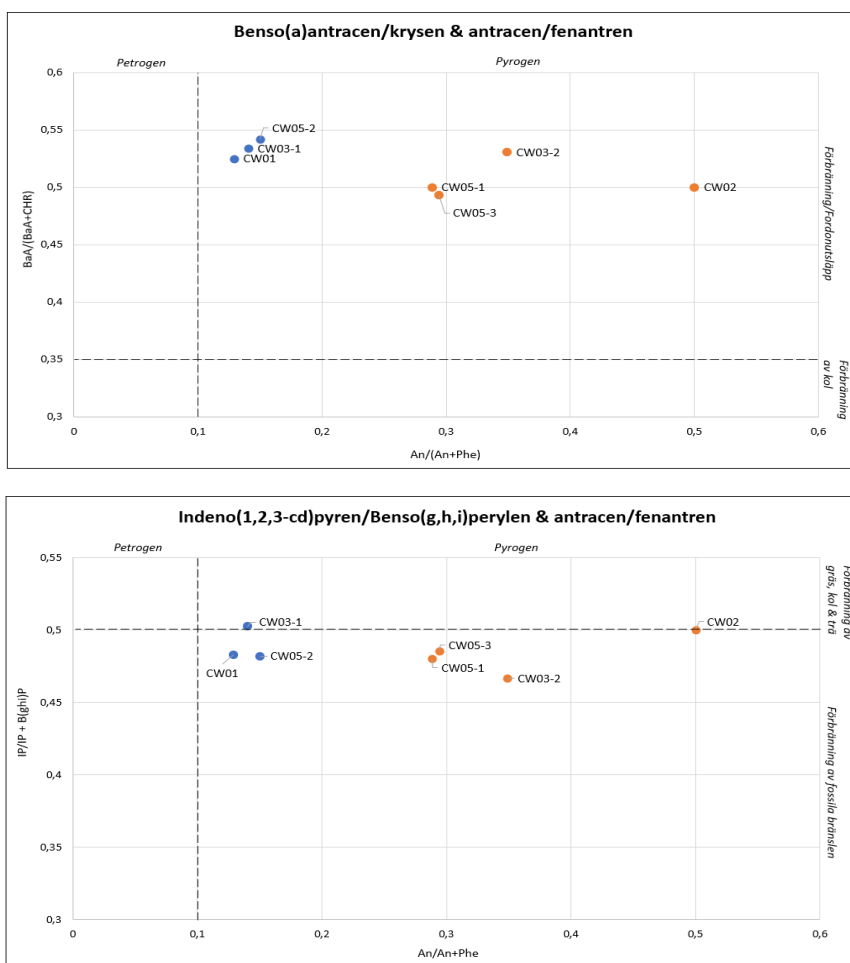 Benso(a)antracen/krysen & antracen/fenantren
Petrogen
Pyrogen
0,6
0,55
0,5
0,45
0,4
0,35
0,3
BaA/(BaA+CHR)
CW05-2
CW03-1
CW01
CW03-2
CW05-1
CW05-3
CW02
Förbränning/Fordonutsläpp
Förbränning
av kol
0
0,1
0,2
0,3
0,4
0,5
0,6
An/(An+Phe)
Indeno(1,2,3-cd)pyren/Benso(g,h,i)perylen & antracen/fenantren
Petrogen
Pyrogen
0,55
0,5
0,45
0,4
0,35
0,3
IP/IP + B(ghi)P
CW03-1
CW01
CW05-2
CW05-3
CW05-1
CW03-2
CW02
Förbränning av
gräs, kol & trä
Förbränning av fossila bränslen
0
0,1
0,2
0,3
0,4
0,5
0,6
An/An+Phe